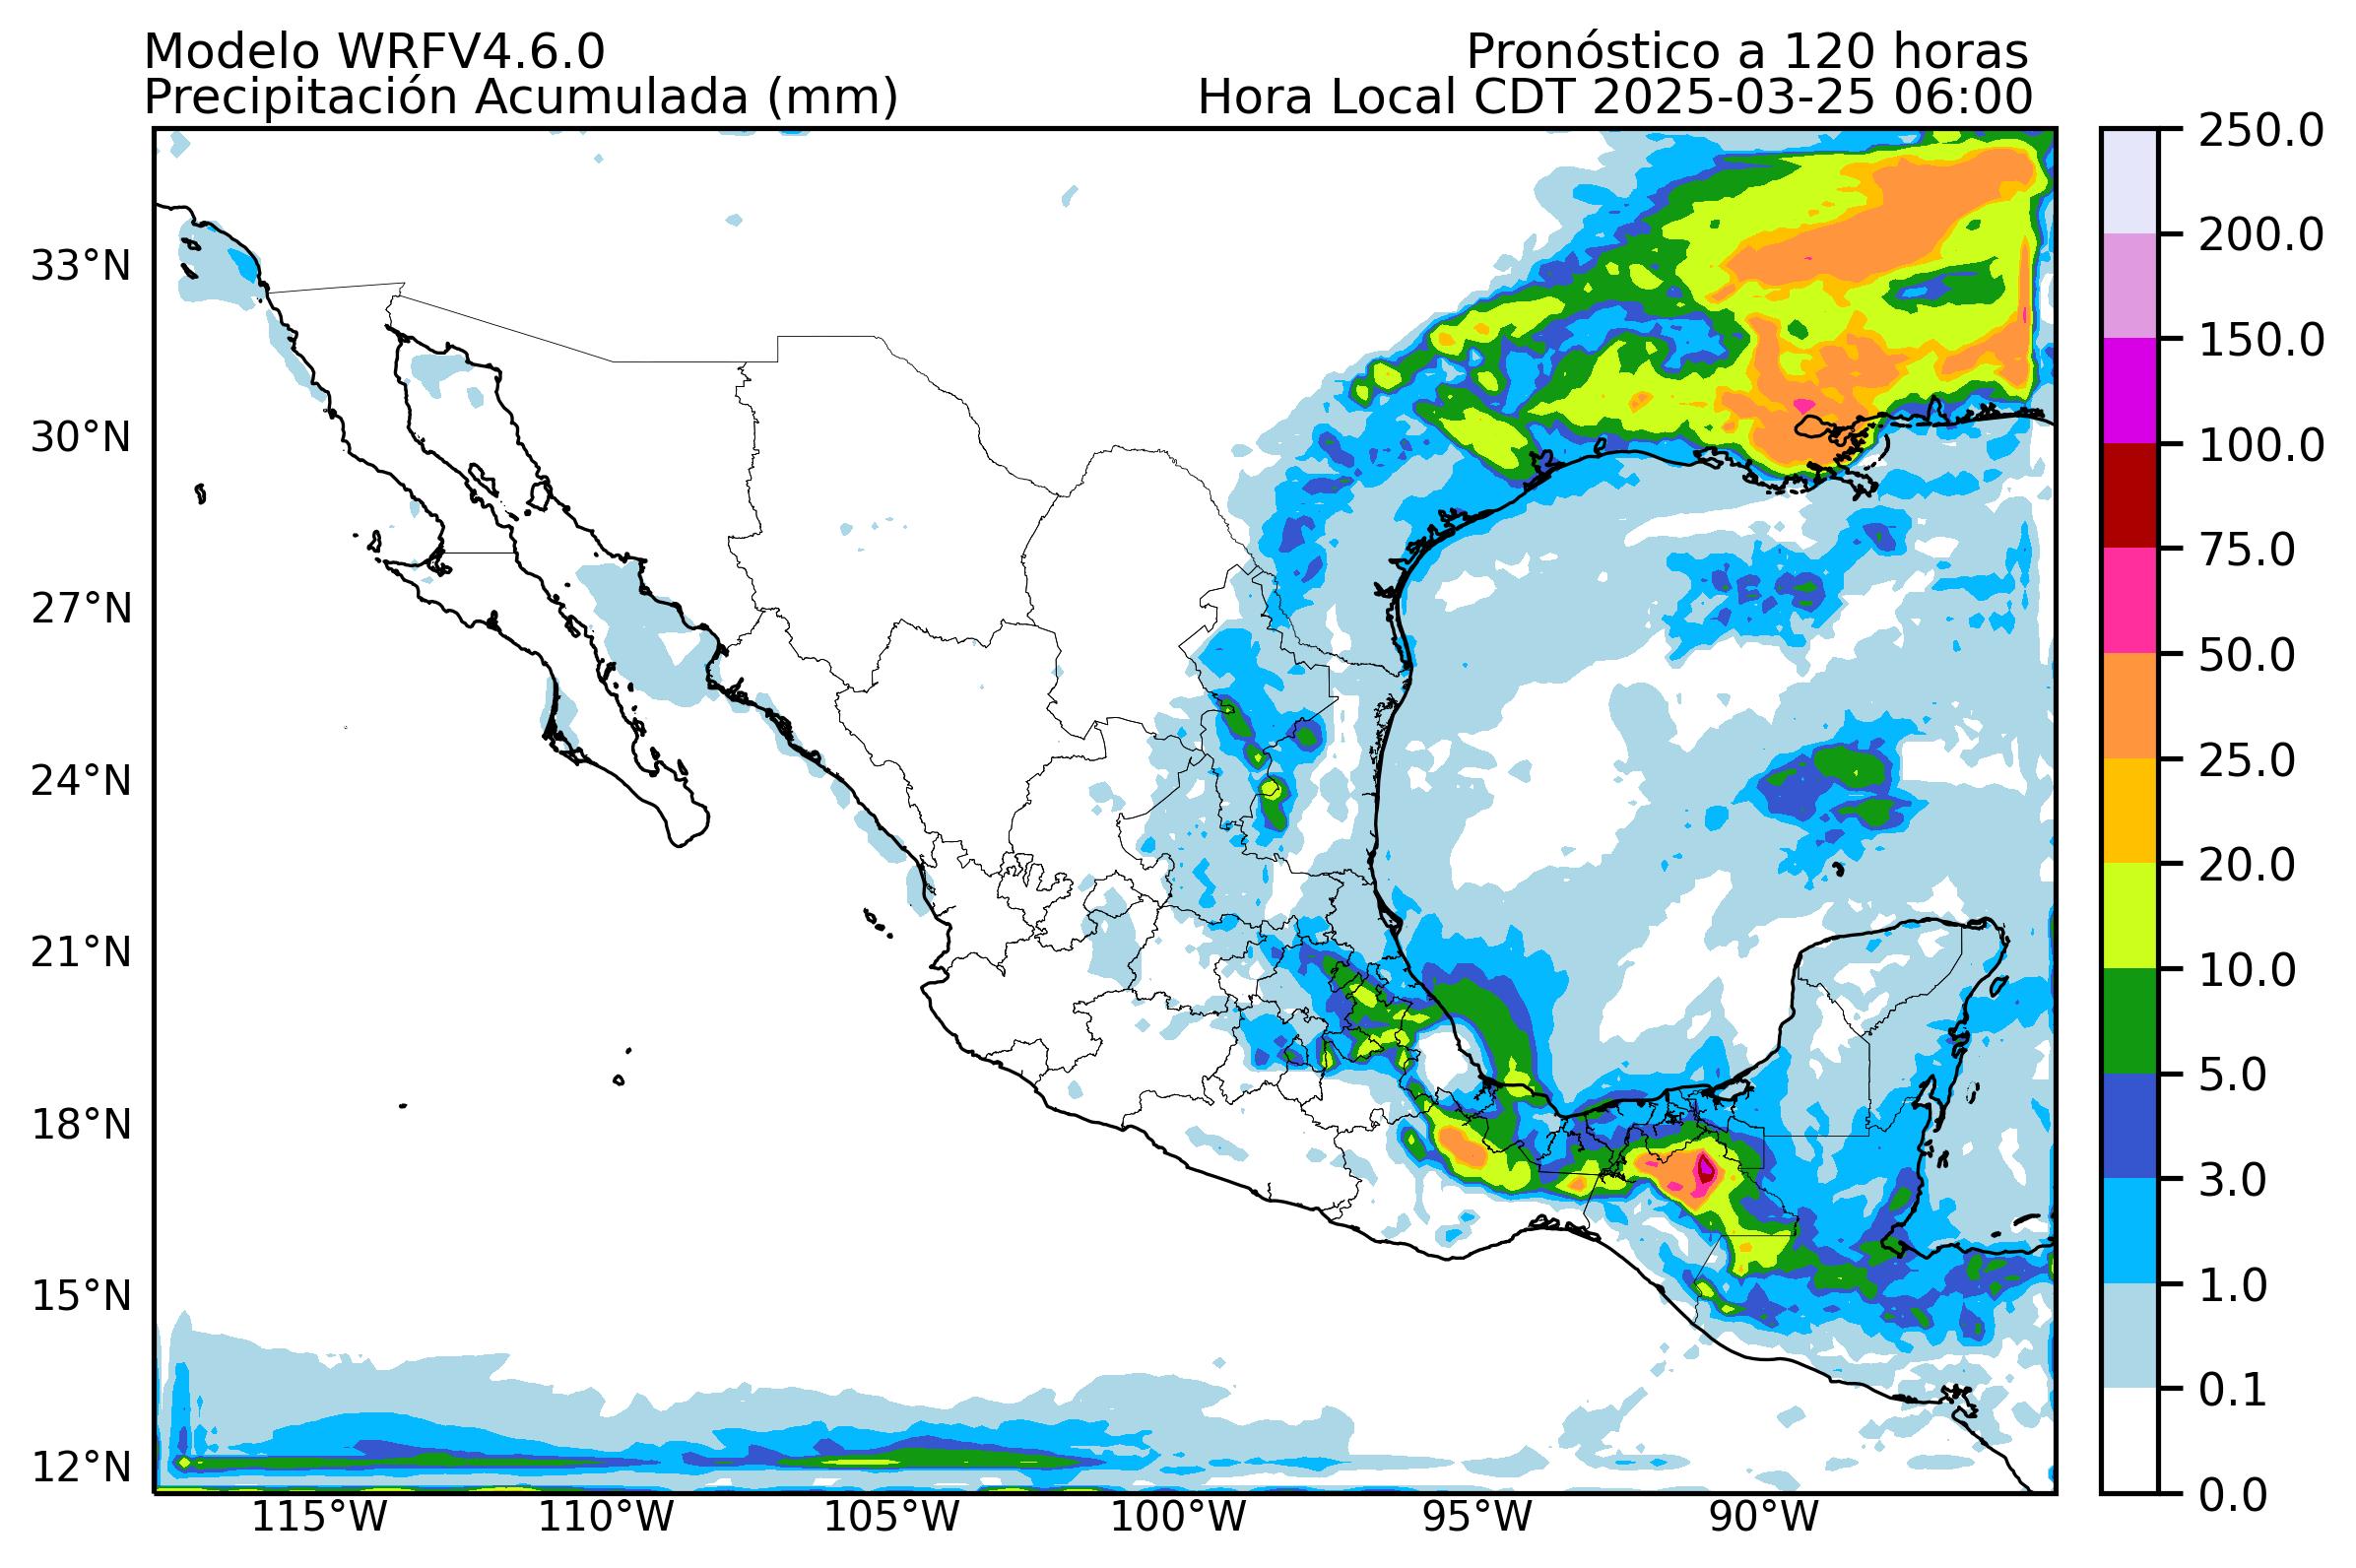 Modelo WRFV4.6.0
Pronóstico a 120 horas
Precipitación Acumulada (mm)
Hora Local CDT 2025-03-25 06:00
250.0
200.0
150.0
100.0
75.0
50.0
25.0
20.0
10.0
5.0
3.0
1.0
0.1
0.0
33°N
30°N
27°N
24°N
21°N
18°N
15°N
12°N
115°W
110°W
105°W
100°W
95°W
90°W